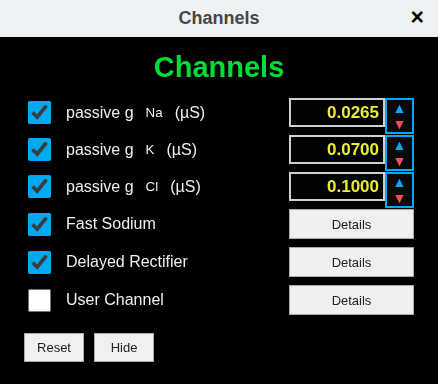 Channels ×
Channels
passive g Na (µS) 0.0265 ▲ ▼
passive g K (µS) 0.0700 ▲ ▼
passive g Cl (µS) 0.1000 ▲ ▼
Fast Sodium Details
Delayed Rectifier Details
User Channel Details
Reset Hide